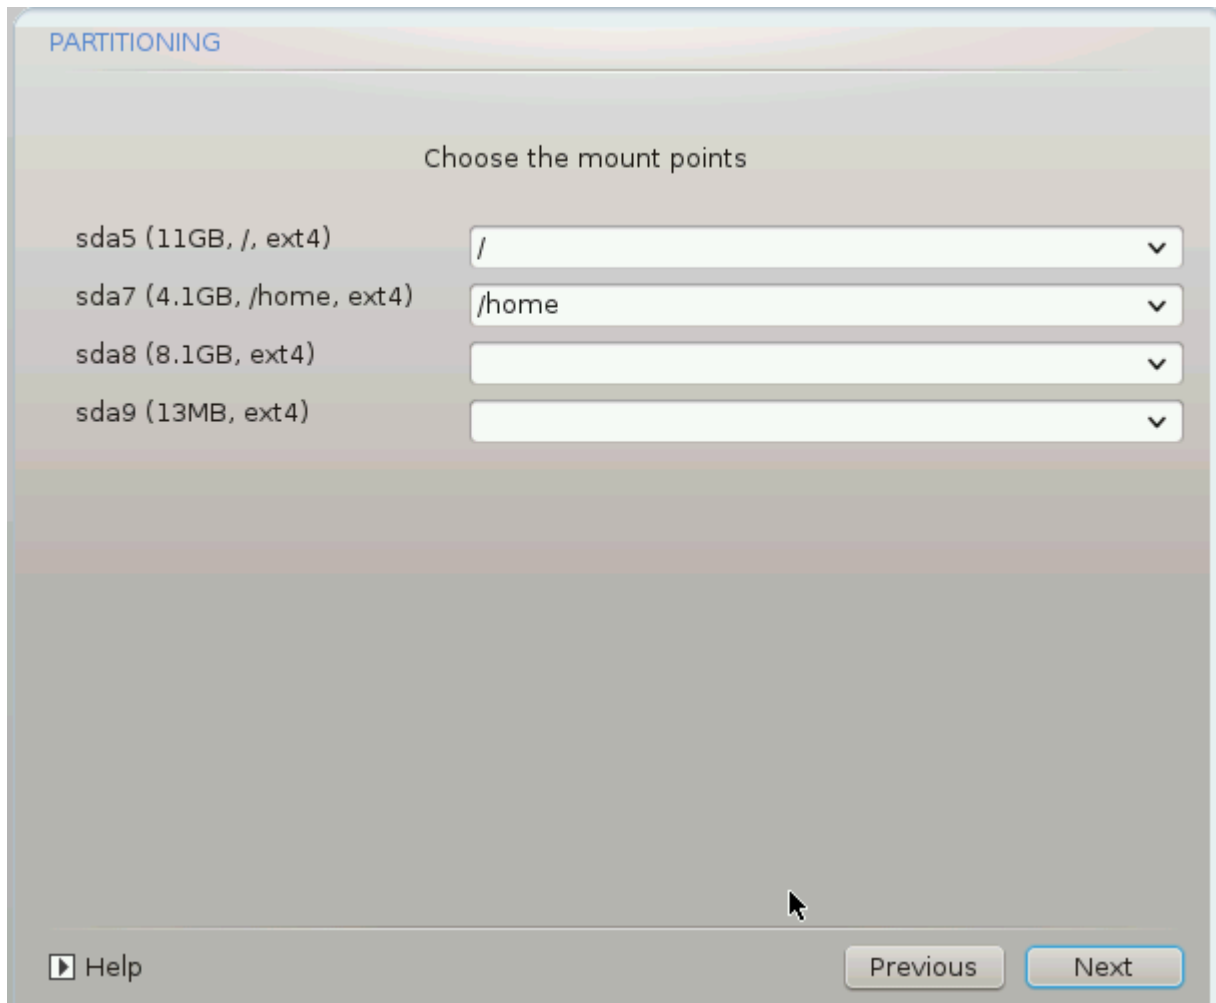 PARTITIONING
Choose the mount points
sda5 (11GB, /, ext4)
/
sda7 (4.1GB, /home, ext4)
/home
sda8 (8.1GB, ext4)
sda9 (13MB, ext4)
Help
Previous
Next